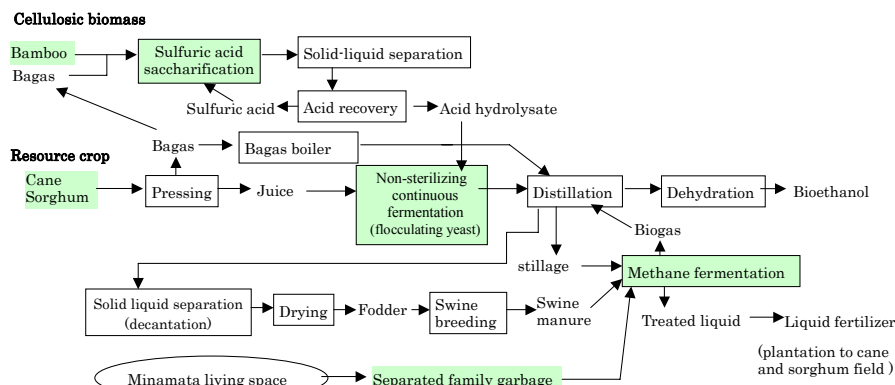 Cellulosic biomass
Bamboo
Bagas
Sulfuric acid
saccharification
Solid-liquid separation
Sulfuric acid
Acid recovery
Acid hydrolysate
Bagas
Bagas boiler
Resource crop
Cane
Sorghum
Pressing
Juice
Non-sterilizing
continuous
fermentation
(flocculating yeast)
Distillation
Dehydration
Bioethanol
Biogas
stillage
Methane fermentation
Solid liquid separation
(decantation)
Drying
Fodder
Swine
breeding
Swine
manure
Treated liquid
Liquid fertilizer
(plantation to cane
and sorghum field )
Minamata living space
Separated family garbage